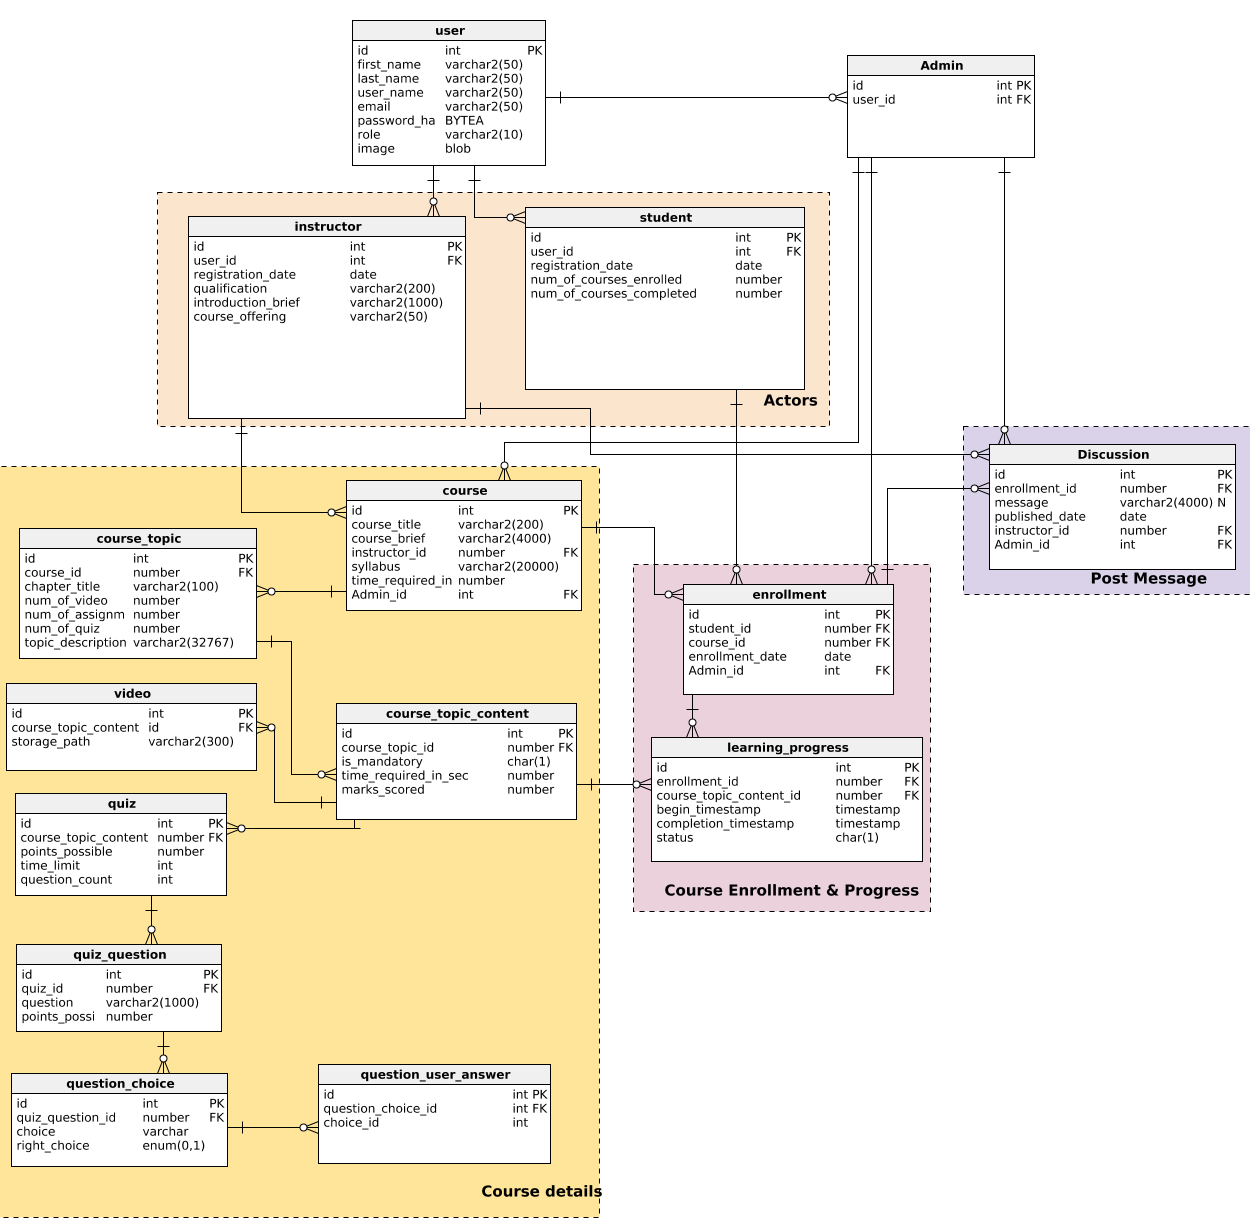 user
id int PK
first_name varchar2(50)
last_name varchar2(50)
user_name varchar2(50)
email varchar2(50)
password_ha BYTEA
role varchar2(10)
image blob
Admin
id int PK
user_id int FK
instructor
id int PK
user_id int FK
registration_date date
qualification varchar2(200)
introduction_brief varchar2(1000)
course_offering varchar2(50)
student
id int PK
user_id int FK
registration_date date
num_of_courses_enrolled number
num_of_courses_completed number
Actors
Discussion
id int PK
enrollment_id number FK
message varchar2(4000) N
published_date date
instructor_id number FK
Admin_id int FK
Post Message
course
id int PK
course_title varchar2(200)
course_brief varchar2(4000)
instructor_id number FK
syllabus varchar2(20000)
time_required_in number
Admin_id int FK
course_topic
id int PK
course_id number FK
chapter_title varchar2(100)
num_of_video number
num_of_assignm number
num_of_quiz number
topic_description varchar2(32767)
enrollment
id int PK
student_id number FK
course_id number FK
enrollment_date date
Admin_id int FK
video
id int PK
course_topic_content id FK
storage_path varchar2(300)
course_topic_content
id int PK
course_topic_id number FK
is_mandatory char(1)
time_required_in_sec number
marks_scored number
learning_progress
id int PK
enrollment_id number FK
course_topic_content_id number FK
begin_timestamp timestamp
completion_timestamp timestamp
status char(1)
Course Enrollment & Progress
quiz
id int PK
course_topic_content number FK
points_possible number
time_limit int
question_count int
quiz_question
id int PK
quiz_id number FK
question varchar2(1000)
points_possi number
question_choice
id int PK
quiz_question_id number FK
choice varchar
right_choice enum(0,1)
question_user_answer
id int PK
question_choice_id int FK
choice_id int
Course details